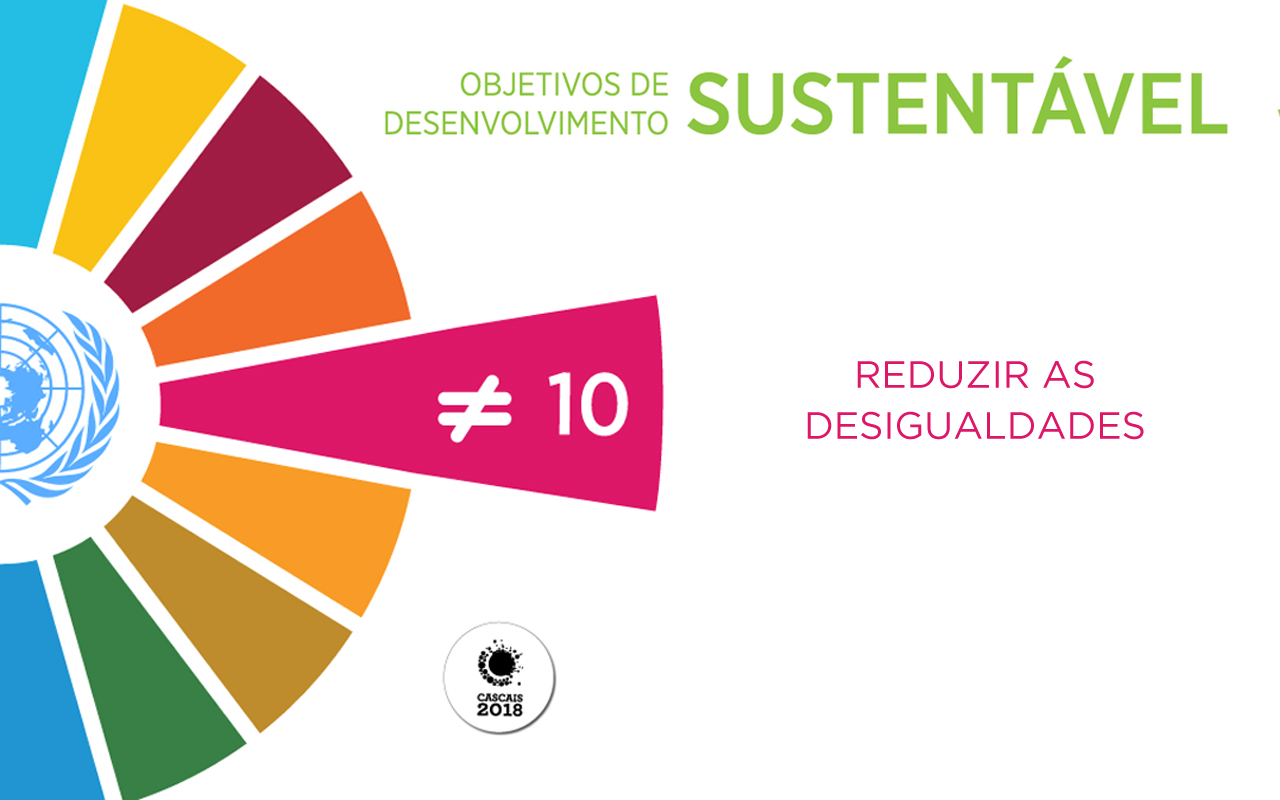 OBJETIVOS DE
DESENVOLVIMENTO
SUSTENTÁVEL
≠ 10
REDUZIR AS
DESIGUALDADES
CASCAIS
2018